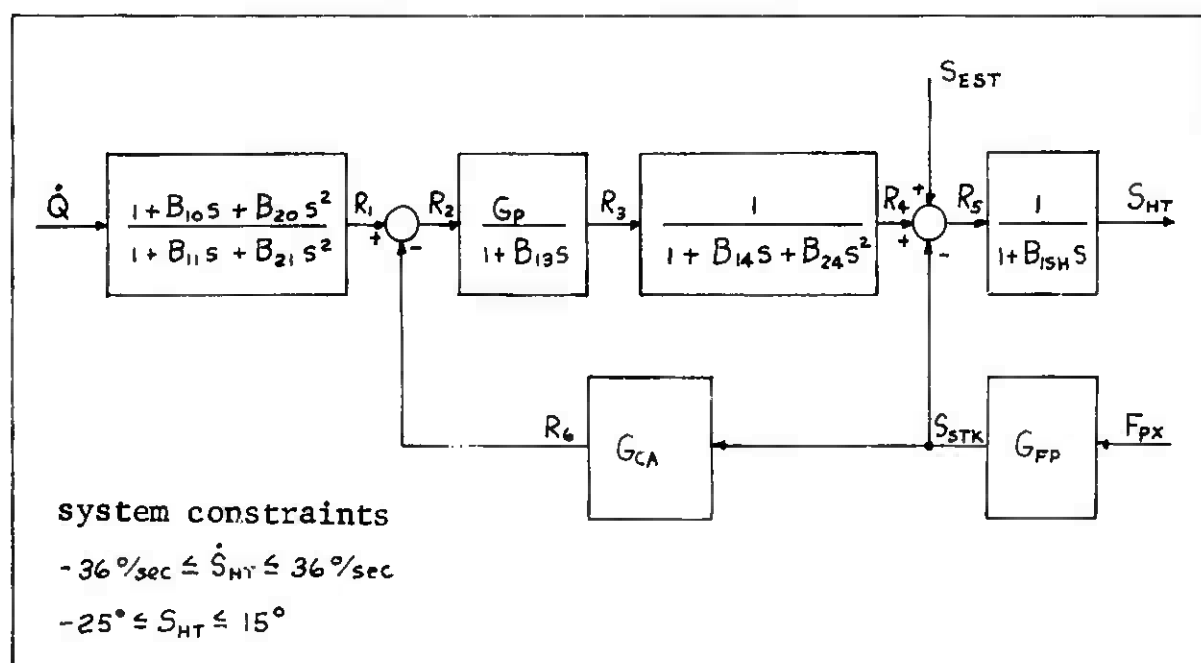 S_EST
Q̇
1 + B_10 s + B_20 s²
1 + B_11 s + B_21 s²
R_1
+
-
R_2
G_P
1 + B_13 s
R_3
1
1 + B_14 s + B_24 s²
R_4
+
+
-
R_5
1
1 + B_15H s
S_HT
R_6
G_CA
S_STK
G_FP
F_PX
system constraints
-36°/sec ≤ Ṡ_HT ≤ 36°/sec
-25° ≤ S_HT ≤ 15°